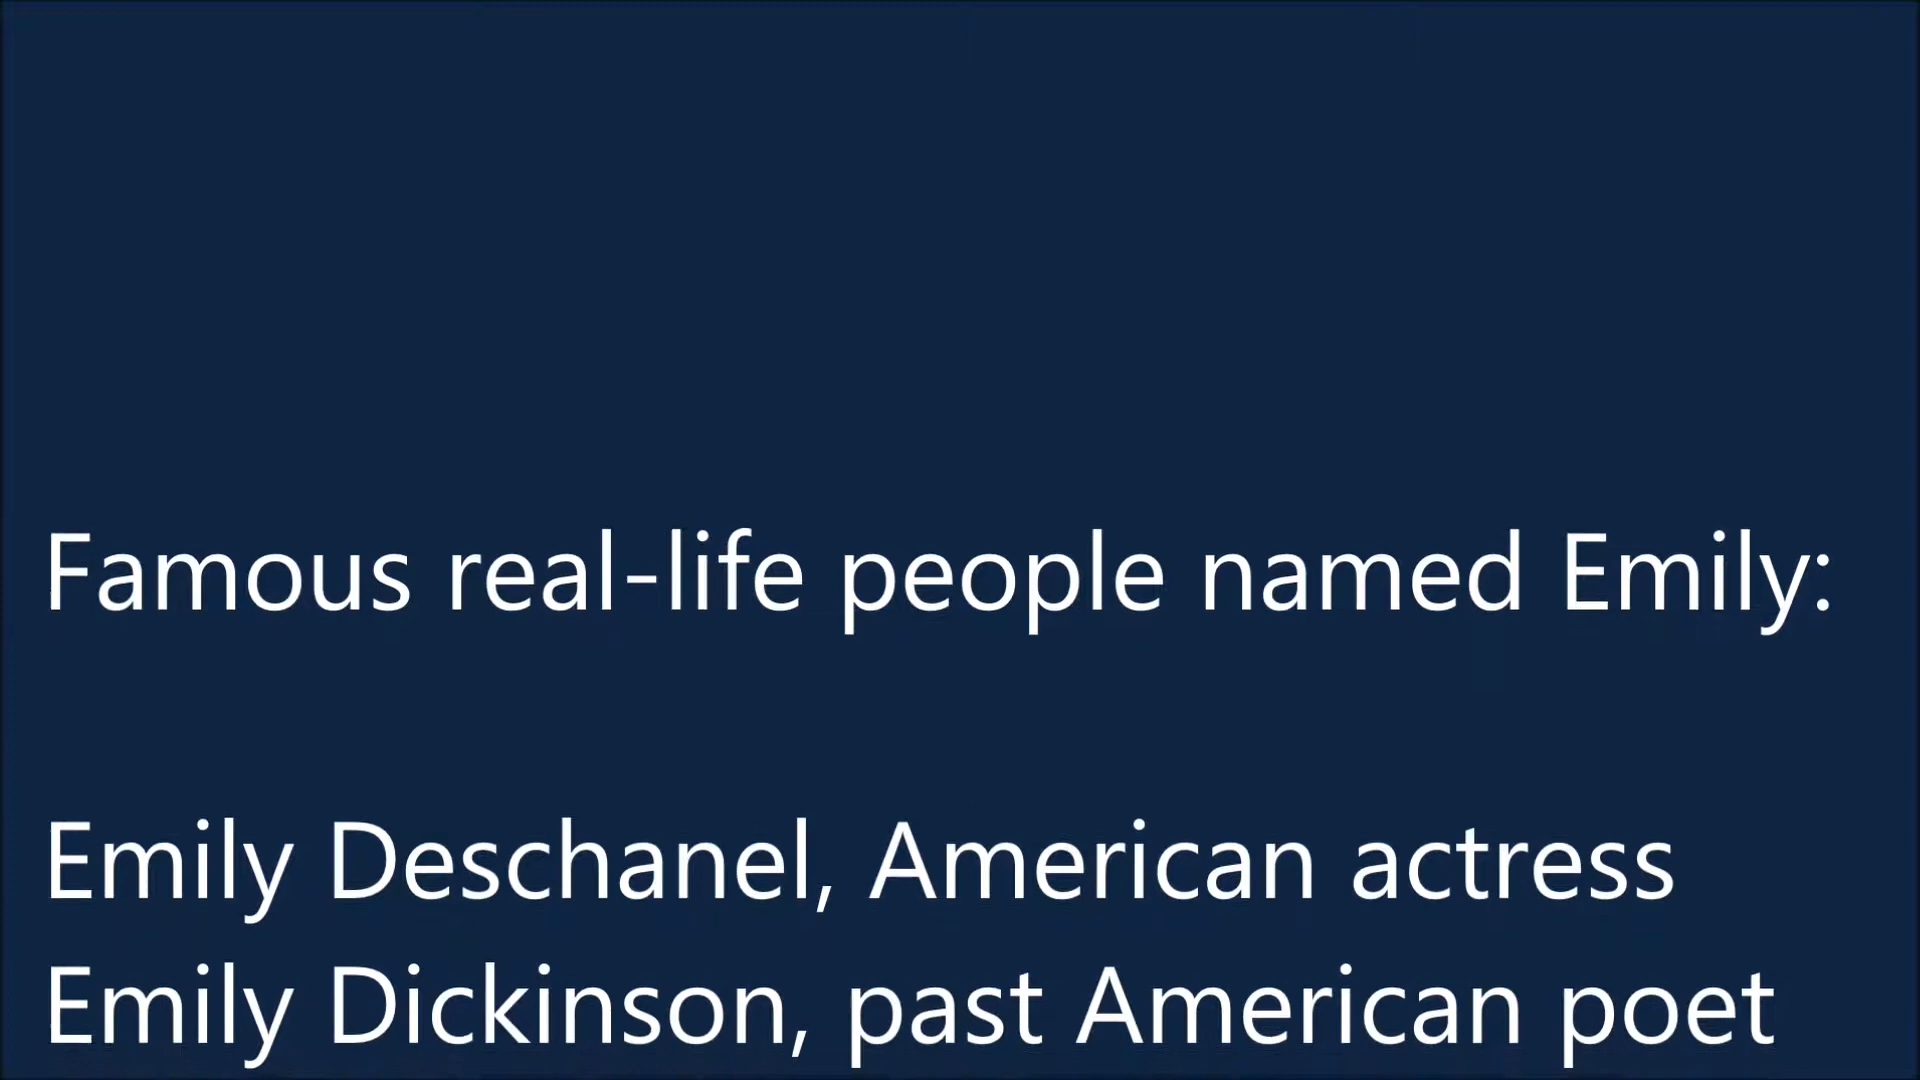 Famous real-life people named Emily:
Emily Deschanel, American actress
Emily Dickinson, past American poet